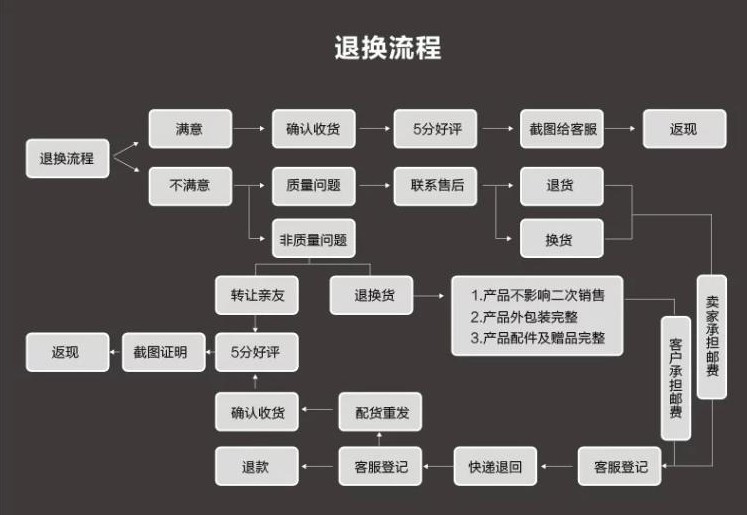 退换流程
满意
确认收货
5分好评
截图给客服
返现
退换流程
不满意
质量问题
联系售后
退货
非质量问题
换货
转让亲友
退换货
1.产品不影响二次销售
2.产品外包装完整
3.产品配件及赠品完整
卖家承担邮费
客户承担邮费
返现
截图证明
5分好评
确认收货
配货重发
退款
客服登记
快递退回
客服登记